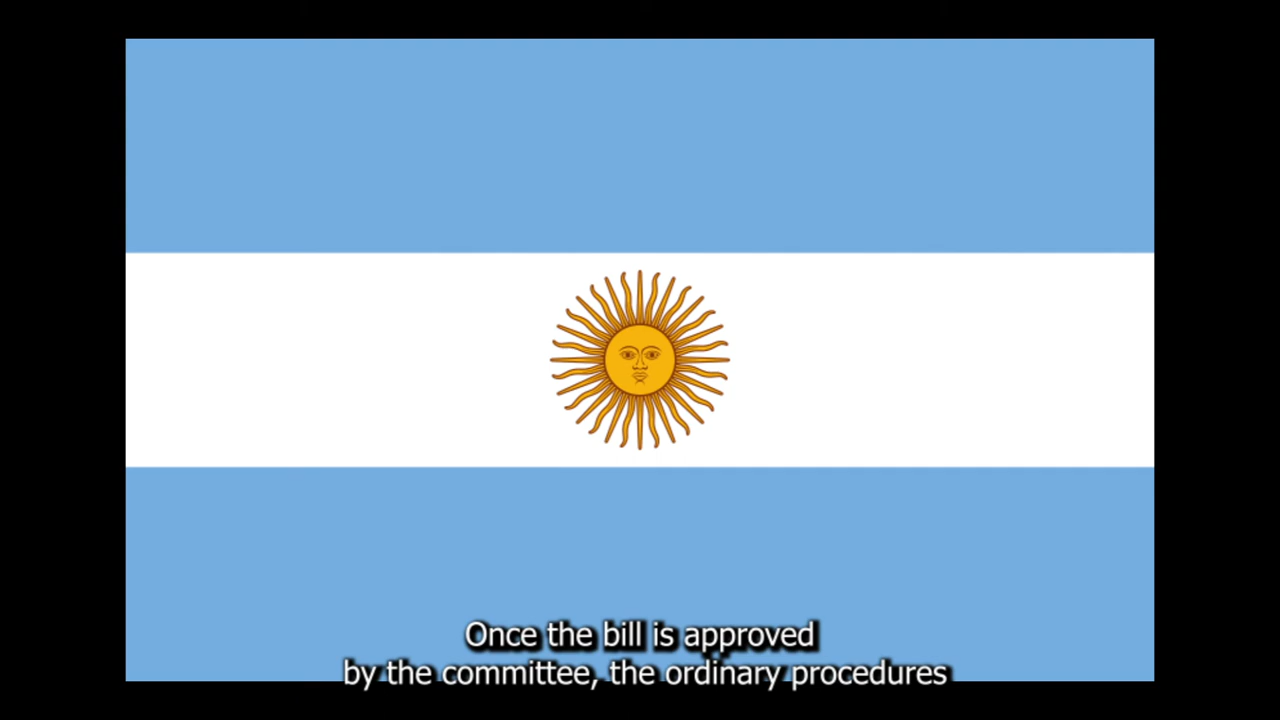 Once the bill is approved
by the committee, the ordinary procedures